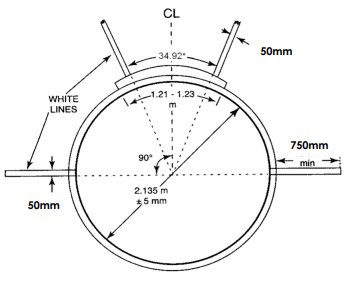 CL
34.92°
50mm
1.21 - 1.23
m
WHITE
LINES
750mm
min
90°
2.135 m
± 5 mm
50mm